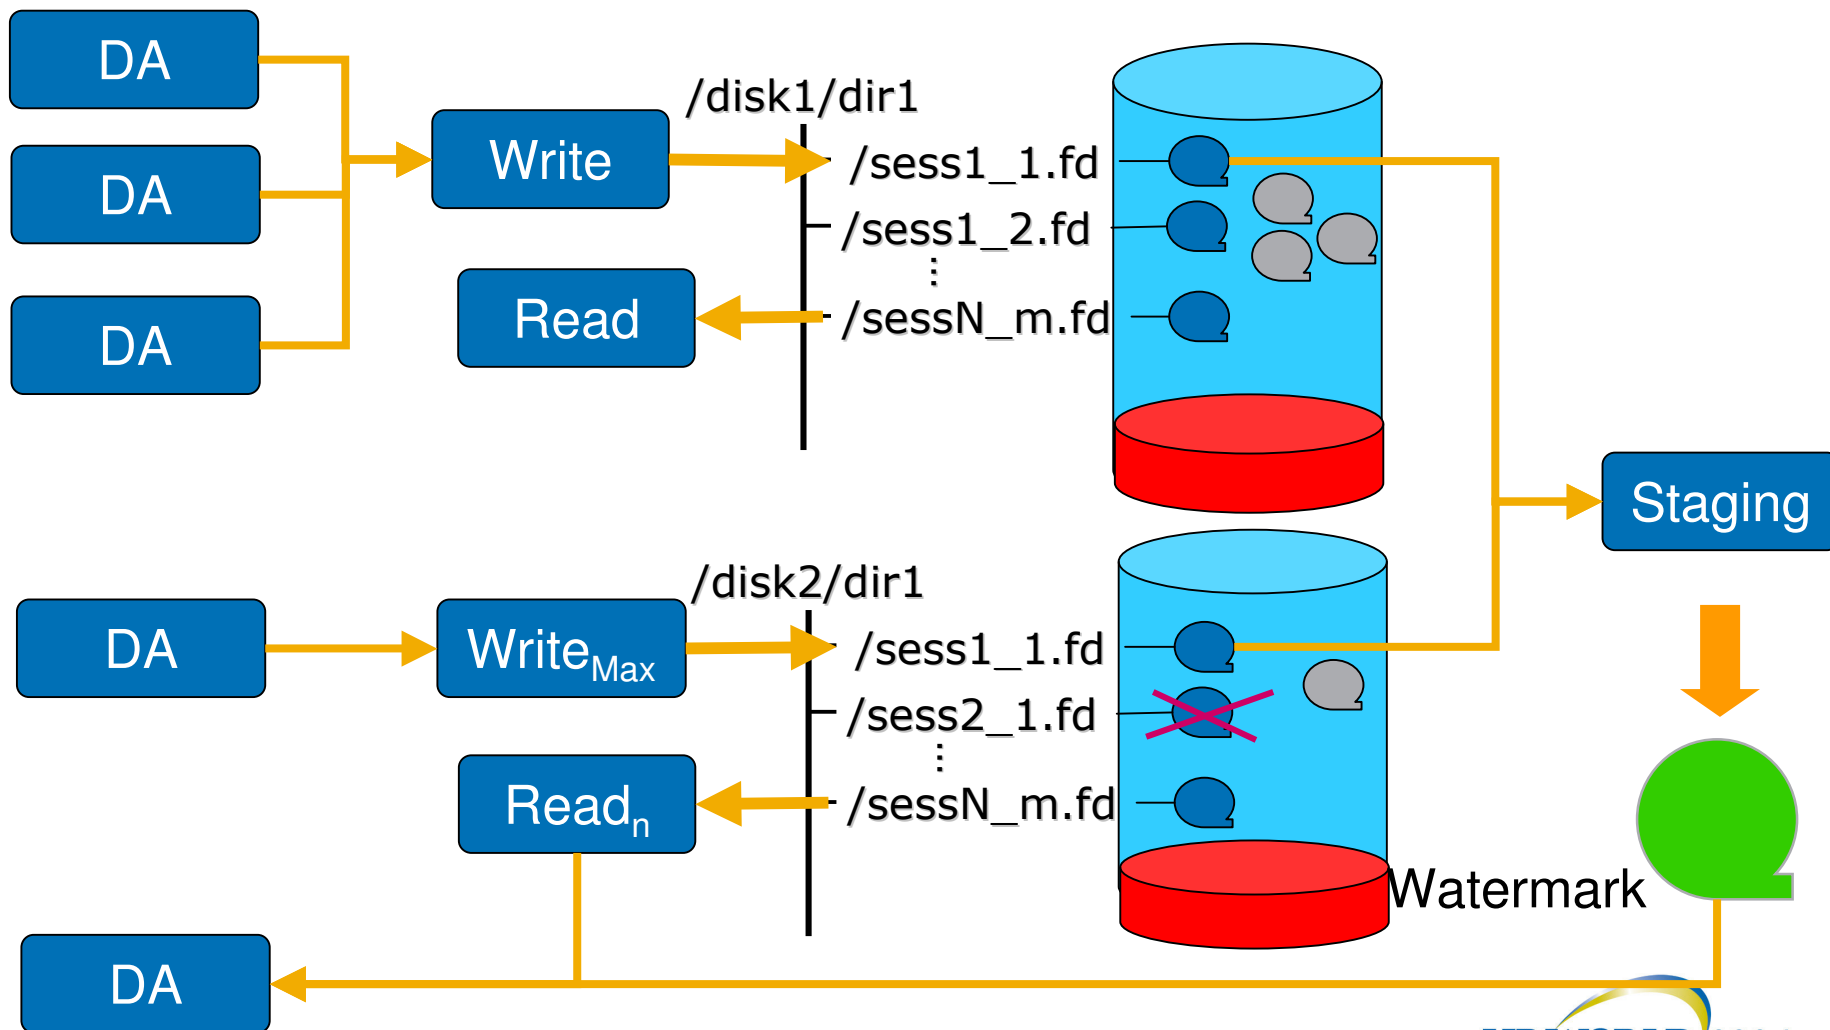 DA
DA
DA
Write
Read
/disk1/dir1
/sess1_1.fd
/sess1_2.fd
⋮
/sessN_m.fd
Staging
DA
WriteMax
Readn
/disk2/dir1
/sess1_1.fd
/sess2_1.fd
⋮
/sessN_m.fd
Watermark
DA